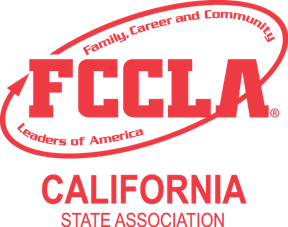 Family, Career and Community
FCCLA®
Leaders of America
CALIFORNIA
STATE ASSOCIATION